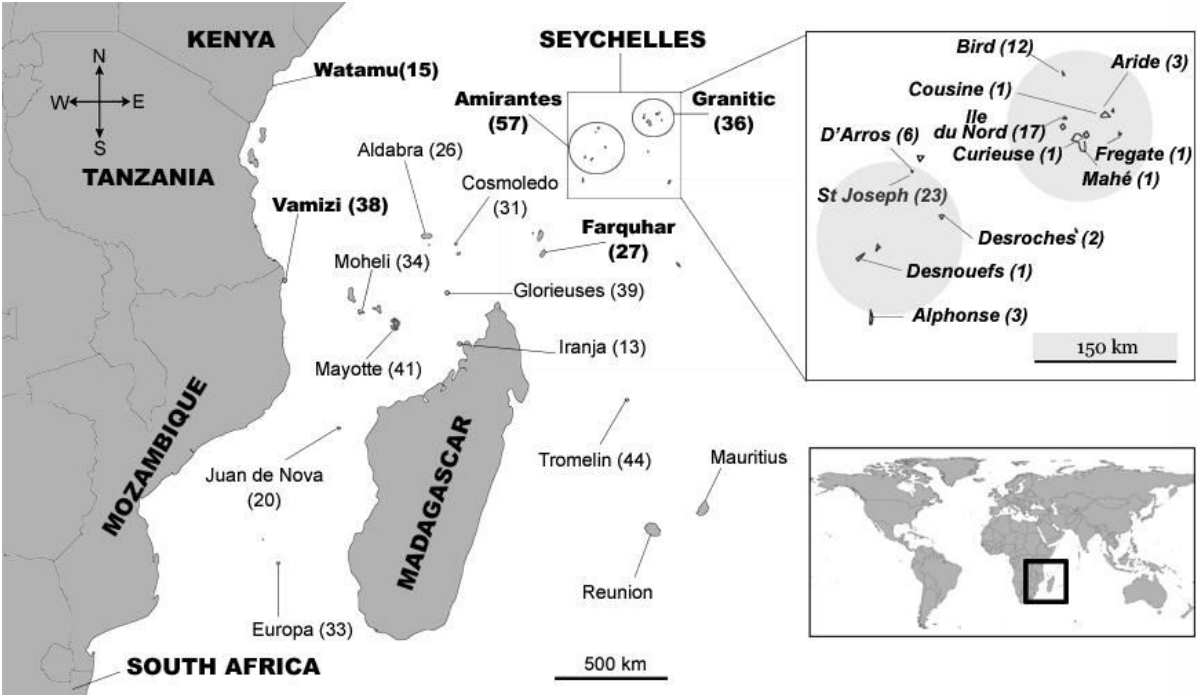 KENYA
SEYCHELLES
N
W E
S
Watamu(15)
Amirantes
(57)
Granitic
(36)
TANZANIA
Aldabra (26)
Cosmoledo
(31)
Vamizi (38)
Farquhar
(27)
Moheli (34)
Glorieuses (39)
Iranja (13)
Mayotte (41)
MOZAMBIQUE
Juan de Nova
(20)
MADAGASCAR
Tromelin (44)
Mauritius
Reunion
Europa (33)
SOUTH AFRICA
500 km
Bird (12)
Aride (3)
Cousine (1)
Ile
du Nord (17)
D'Arros (6)
Curieuse (1)
Fregate (1)
Mahé (1)
St Joseph (23)
Desroches (2)
Desnouefs (1)
Alphonse (3)
150 km